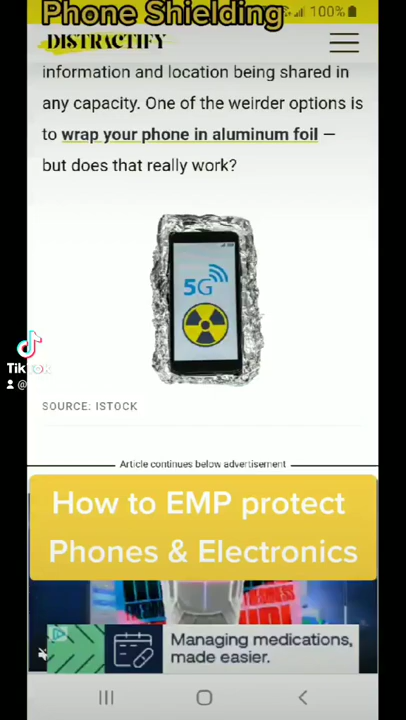 Phone Shielding
100%
DISTRACTIFY
information and location being shared in
any capacity. One of the weirder options is
to wrap your phone in aluminum foil —
but does that really work?
5G
TikTok
@
SOURCE: ISTOCK
Article continues below advertisement
How to EMP protect
Phones & Electronics
Managing medications,
made easier.